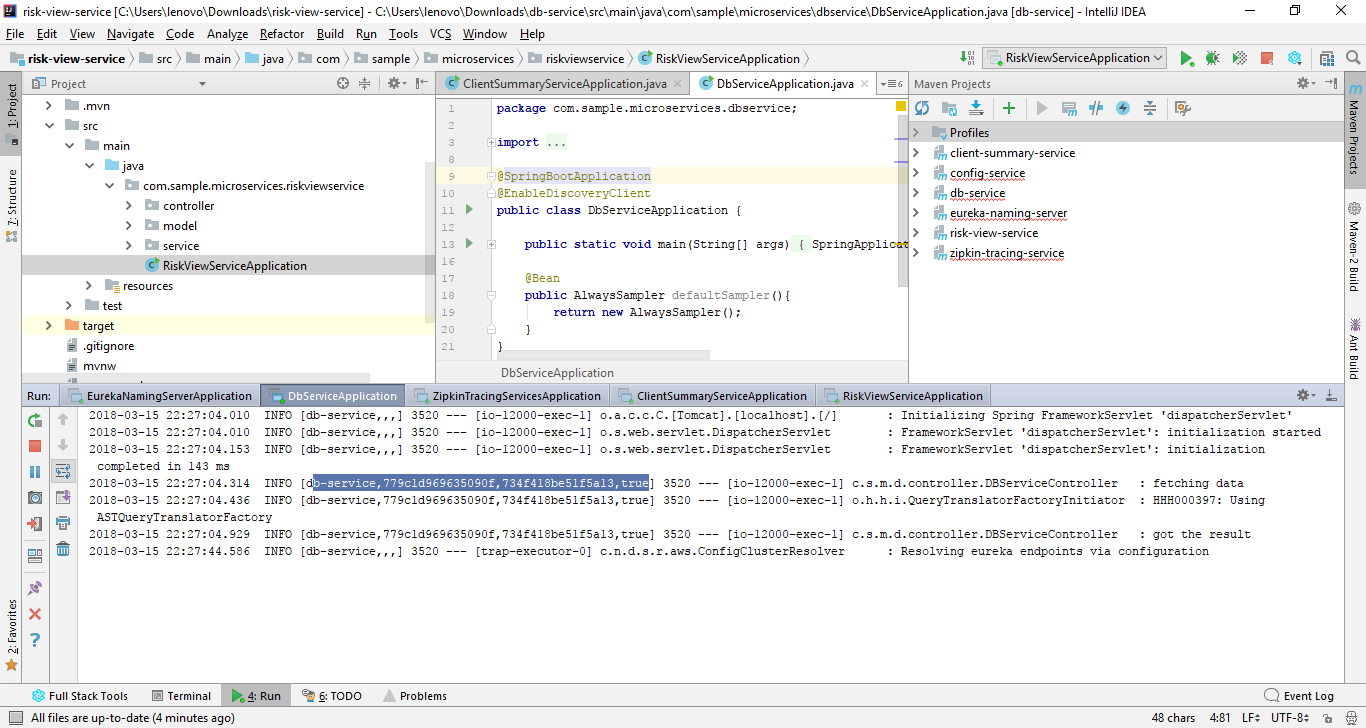 risk-view-service [C:\Users\lenovo\Downloads\risk-view-service] - C:\Users\lenovo\Downloads\db-service\src\main\java\com\sample\microservices\dbservice\DbServiceApplication.java [db-service] - IntelliJ IDEA
File Edit View Navigate Code Analyze Refactor Build Run Tools VCS Window Help
risk-view-service src main java com sample microservices riskviewservice RiskViewServiceApplication RiskViewServiceApplication
Project
ClientSummaryServiceApplication.java DbServiceApplication.java 6
Maven Projects
1: Project
7: Structure
2: Favorites
.mvn
src
main
java
com.sample.microservices.riskviewservice
controller
model
service
RiskViewServiceApplication
resources
test
target
.gitignore
mvnw
1 package com.sample.microservices.dbservice;
2
3 import ...
8
9 @SpringBootApplication
10 @EnableDiscoveryClient
11 public class DbServiceApplication {
12
13 public static void main(String[] args) { SpringApplicat
16
17 @Bean
18 public AlwaysSampler defaultSampler(){
19 return new AlwaysSampler();
20 }
21 }
DbServiceApplication
Profiles
client-summary-service
config-service
db-service
eureka-naming-server
risk-view-service
zipkin-tracing-service
Maven Projects
Maven-2 Build
Ant Build
Run: EurekaNamingServerApplication DbServiceApplication ZipkinTracingServicesApplication ClientSummaryServiceApplication RiskViewServiceApplication
2018-03-15 22:27:04.010 INFO [db-service,,,] 3520 --- [io-12000-exec-1] o.a.c.c.C.[Tomcat].[localhost].[/] : Initializing Spring FrameworkServlet 'dispatcherServlet'
2018-03-15 22:27:04.010 INFO [db-service,,,] 3520 --- [io-12000-exec-1] o.s.web.servlet.DispatcherServlet : FrameworkServlet 'dispatcherServlet': initialization started
2018-03-15 22:27:04.153 INFO [db-service,,,] 3520 --- [io-12000-exec-1] o.s.web.servlet.DispatcherServlet : FrameworkServlet 'dispatcherServlet': initialization
completed in 143 ms
2018-03-15 22:27:04.314 INFO [db-service,779c1d969635090f,734f418be51f5a13,true] 3520 --- [io-12000-exec-1] c.s.m.d.controller.DBServiceController : fetching data
2018-03-15 22:27:04.436 INFO [db-service,779c1d969635090f,734f418be51f5a13,true] 3520 --- [io-12000-exec-1] o.h.h.i.QueryTranslatorFactoryInitiator : HHH000397: Using
ASTQueryTranslatorFactory
2018-03-15 22:27:04.929 INFO [db-service,779c1d969635090f,734f418be51f5a13,true] 3520 --- [io-12000-exec-1] c.s.m.d.controller.DBServiceController : got the result
2018-03-15 22:27:44.586 INFO [db-service,,,] 3520 --- [trap-executor-0] c.n.d.s.r.aws.ConfigClusterResolver : Resolving eureka endpoints via configuration
Full Stack Tools Terminal 4: Run 6: TODO Problems Event Log
All files are up-to-date (4 minutes ago) 48 chars 4:81 LF UTF-8